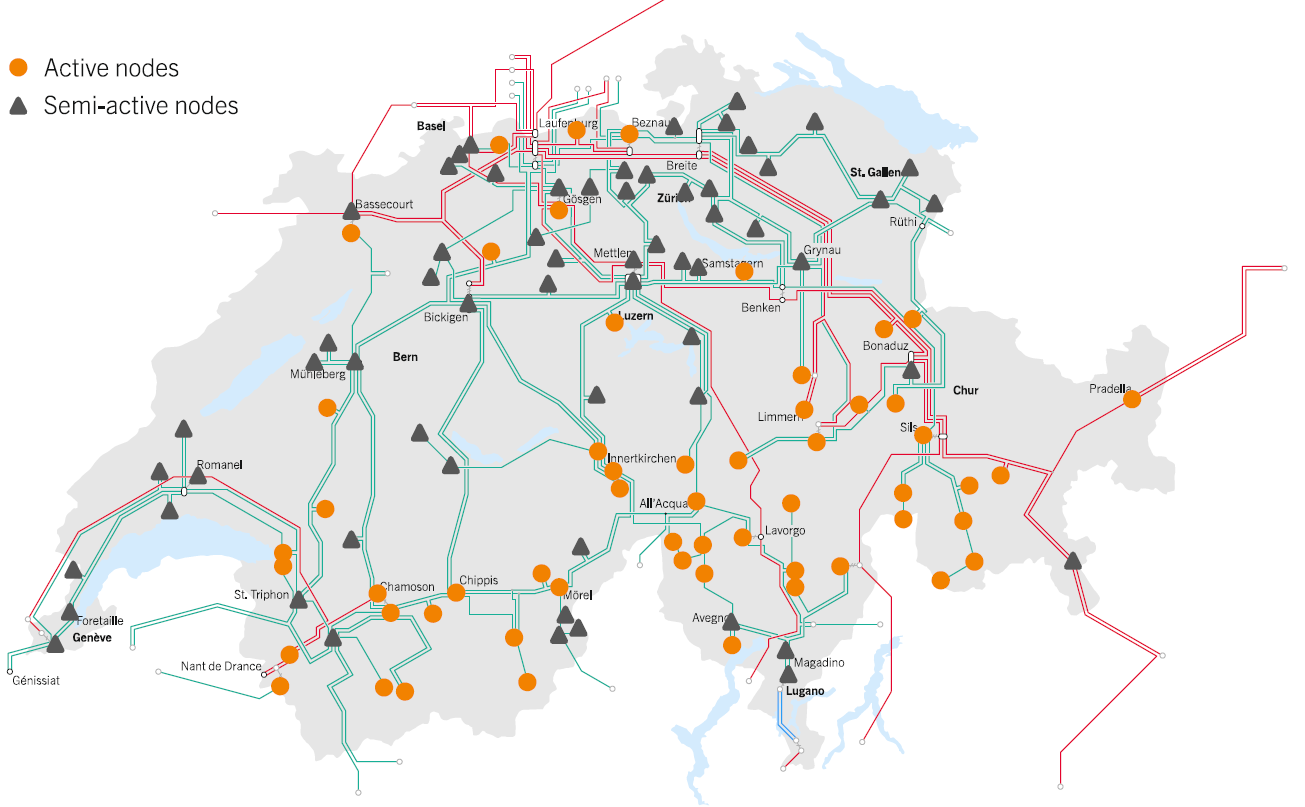 Active nodes
Semi-active nodes
Basel
Laufenburg
Beznau
Breite
St. Gallen
Bassecourt
Gösgen
Zürich
Rüthi
Mettlen
Samstagern
Grynau
Benken
Bickigen
Luzern
Bonaduz
Bern
Mühleberg
Chur
Pradella
Limmern
Sils
Romanel
Innertkirchen
All'Acqua
Lavorgo
St. Triphon
Chamoson
Chippis
Mörel
Foretaille
Genève
Avegno
Nant de Drance
Génissiat
Magadino
Lugano